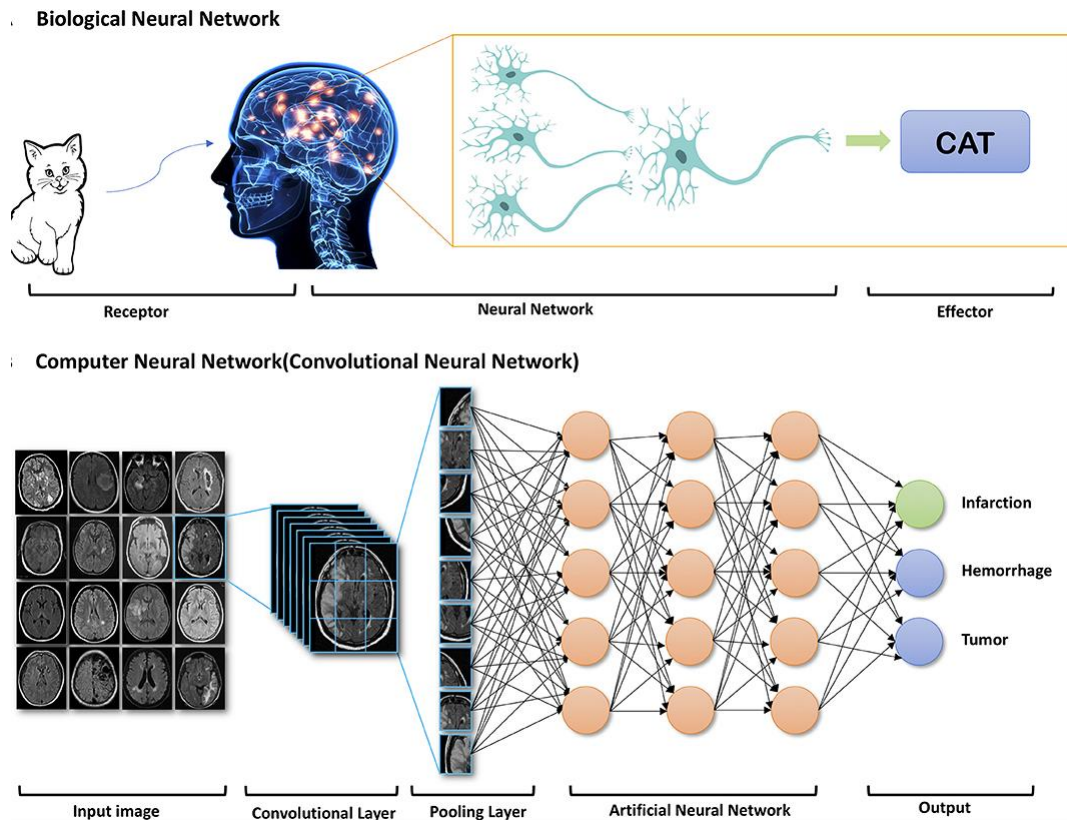 Biological Neural Network
CAT
Receptor
Neural Network
Effector
Computer Neural Network(Convolutional Neural Network)
Infarction
Hemorrhage
Tumor
Input image
Convolutional Layer
Pooling Layer
Artificial Neural Network
Output